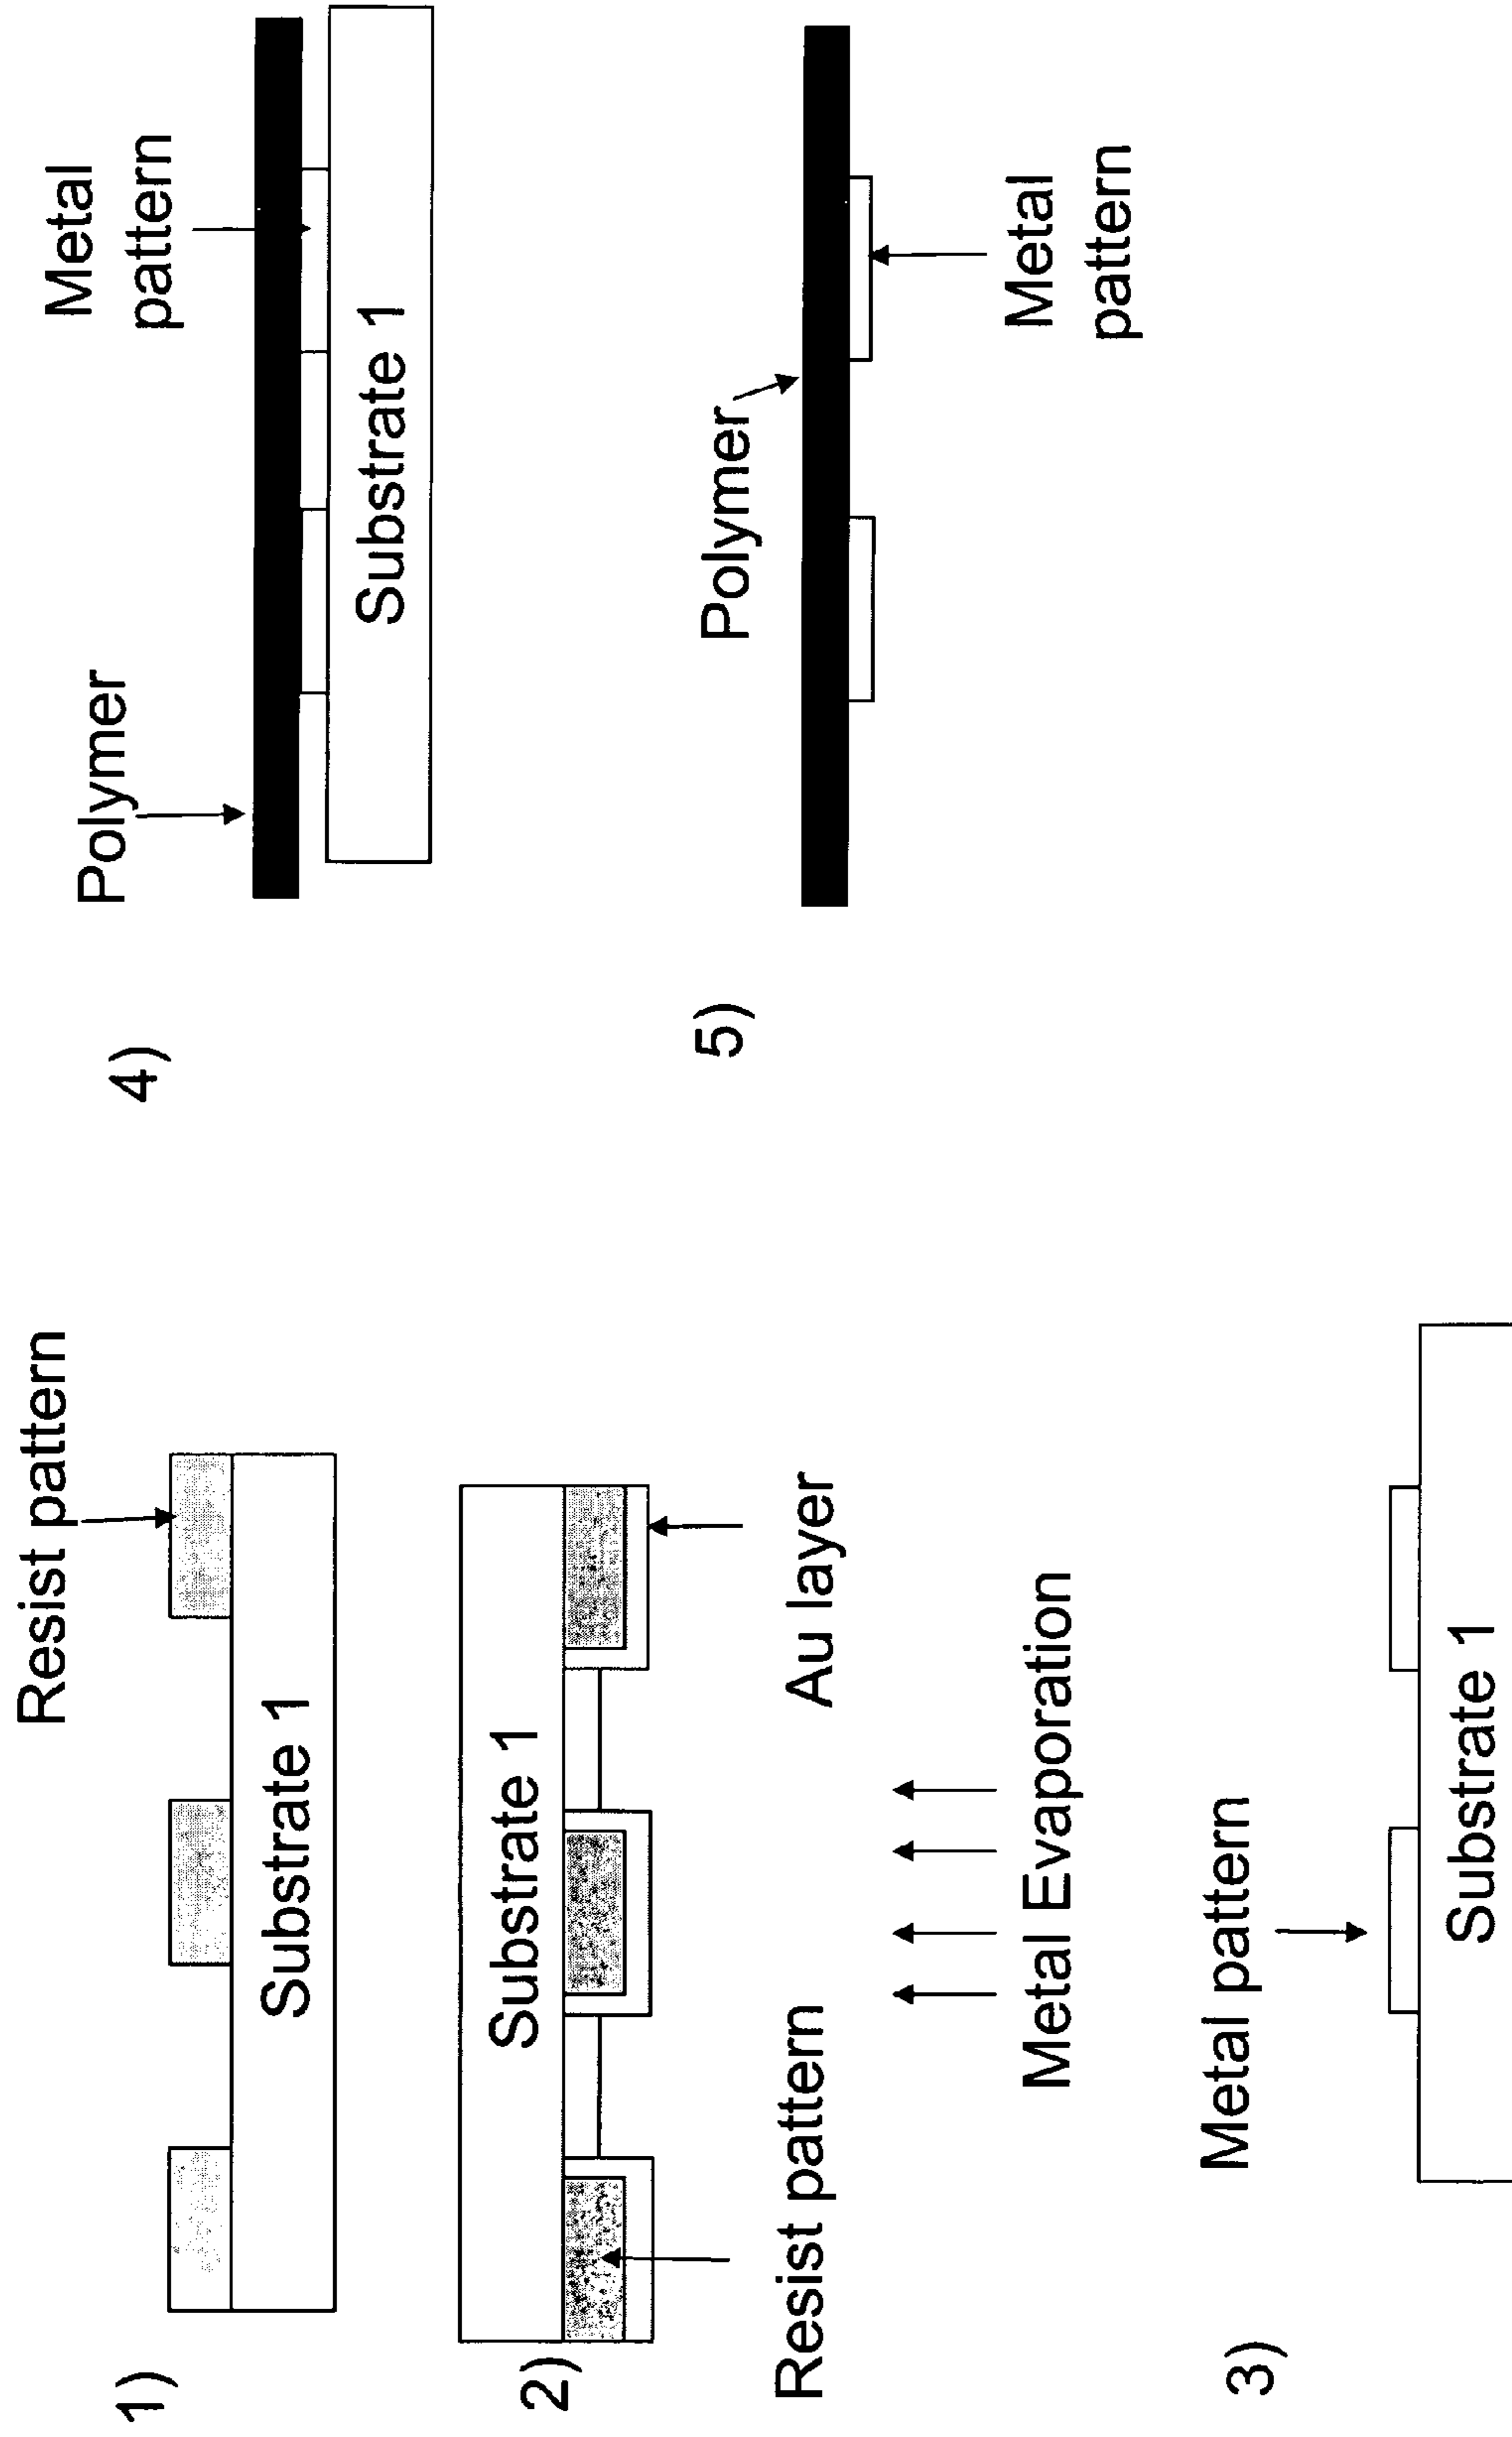 1)
Resist pattern
Substrate 1
2)
Substrate 1
Resist pattern
Au layer
Metal Evaporation
3)
Metal pattern
Substrate 1
4)
Polymer
Metal
pattern
Substrate 1
5)
Polymer
Metal
pattern